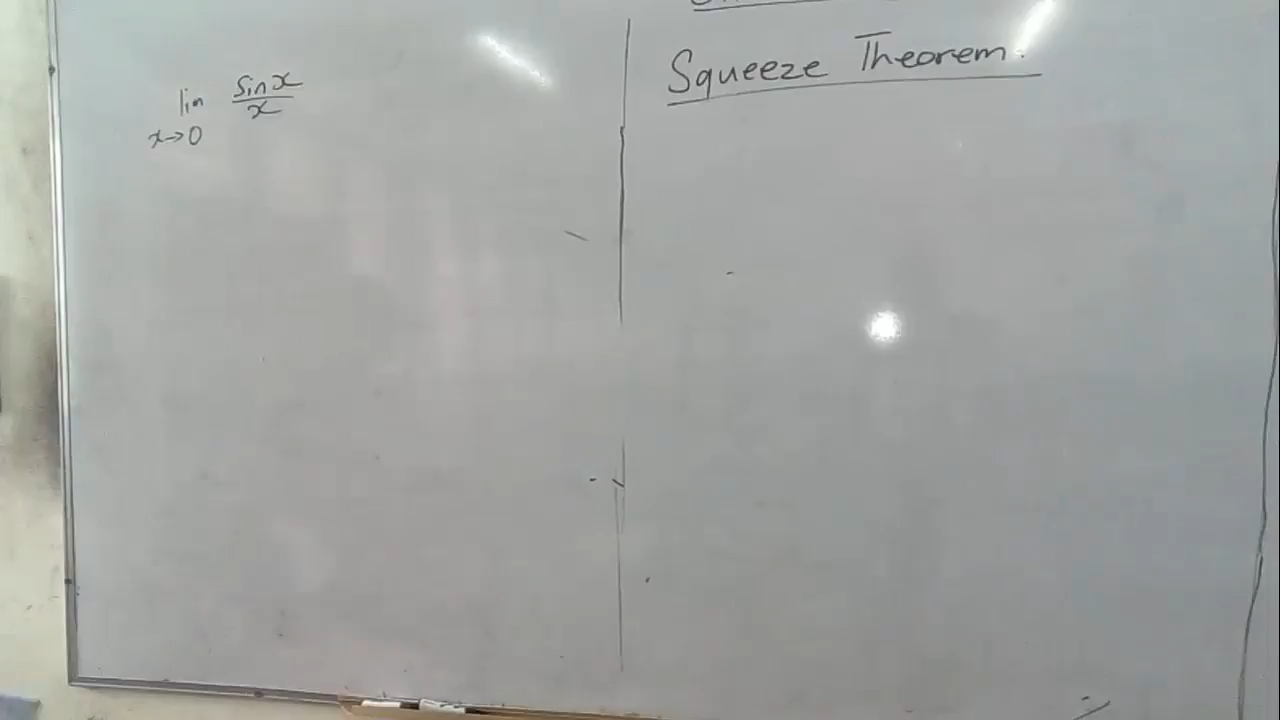 lim sin x / x
x→0
Squeeze Theorem.